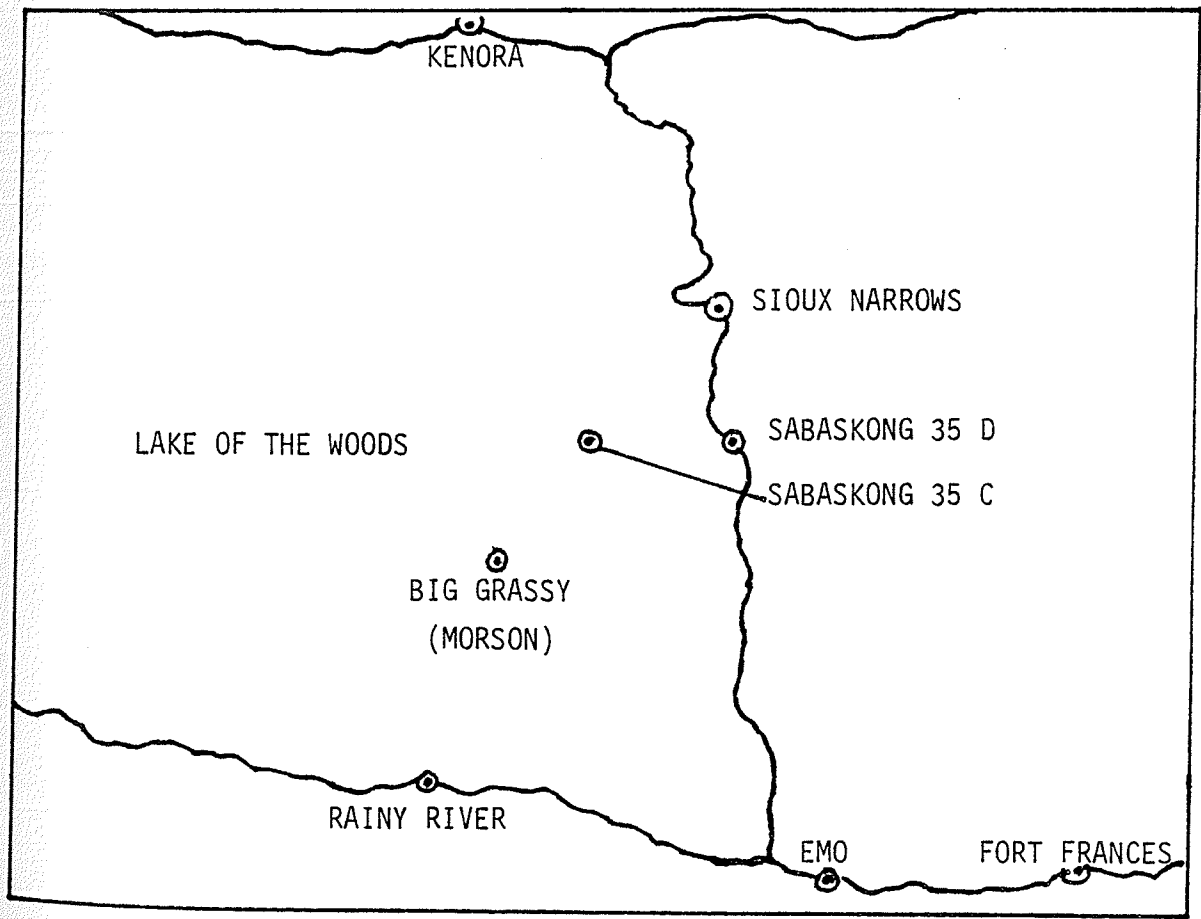 KENORA
SIOUX NARROWS
LAKE OF THE WOODS
SABASKONG 35 D
SABASKONG 35 C
BIG GRASSY
(MORSON)
RAINY RIVER
EMO
FORT FRANCES